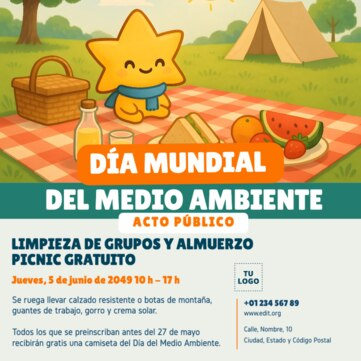 DÍA MUNDIAL
DEL MEDIO AMBIENTE
ACTO PÚBLICO
LIMPIEZA DE GRUPOS Y ALMUERZO
PICNIC GRATUITO
Jueves, 5 de junio de 2049 10 h – 17 h
Se ruega llevar calzado resistente o botas de montaña,
guantes de trabajo, gorro y crema solar.
Todos los que se preinscriban antes del 27 de mayo
recibirán gratis una camiseta del Día del Medio Ambiente.
TU
LOGO
+01 234 567 89
www.edit.org
Calle, Nombre, 10
Ciudad, Estado y Código Postal